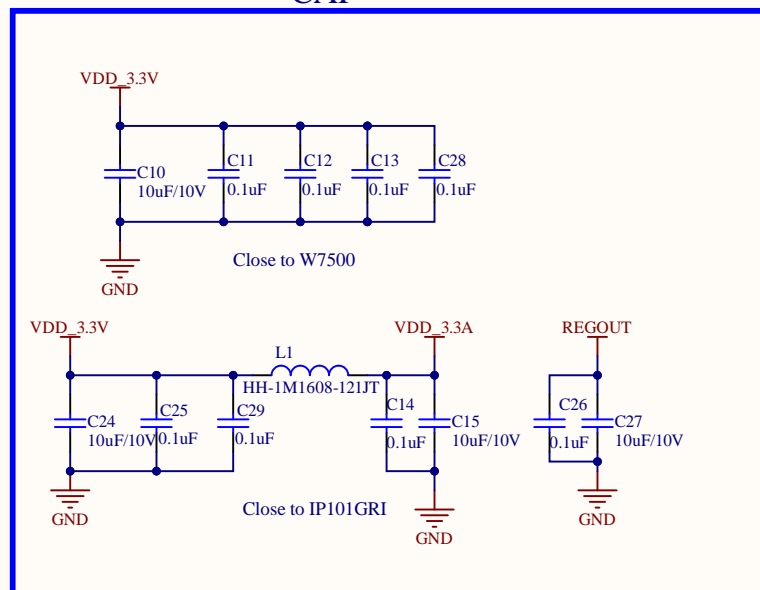 CAP
VDD_3.3V
C10
10uF/10V
C11
0.1uF
C12
0.1uF
C13
0.1uF
C28
0.1uF
Close to W7500
GND
VDD_3.3V
L1
HH-1M1608-121JT
VDD_3.3A
REGOUT
C24
10uF/10V
C25
0.1uF
C29
0.1uF
C14
0.1uF
C15
10uF/10V
C26
0.1uF
C27
10uF/10V
GND
Close to IP101GRI
GND
GND